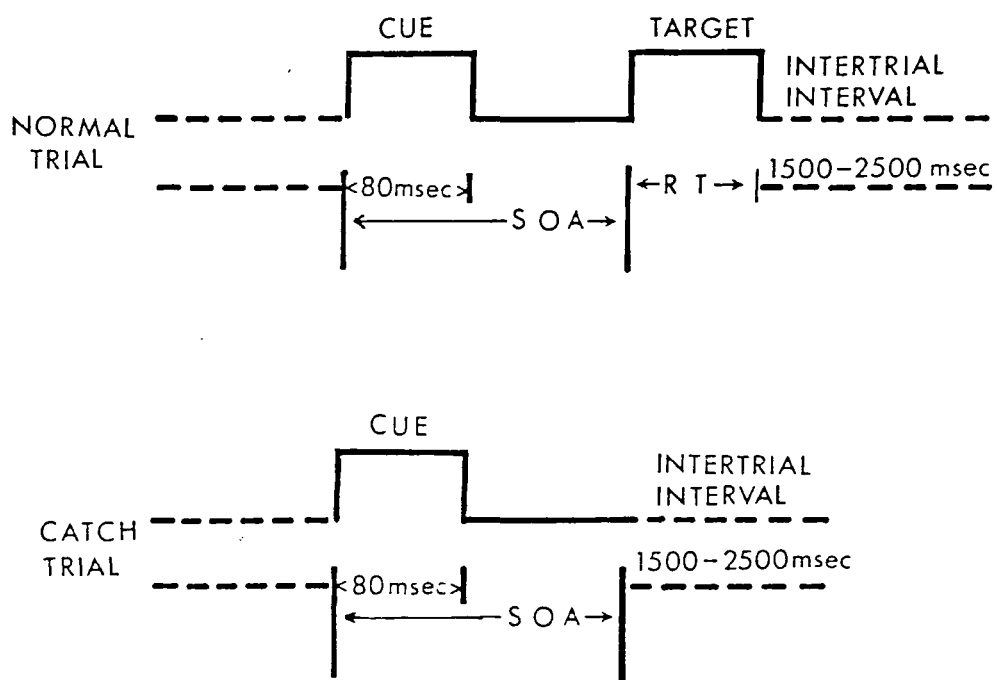 CUE
TARGET
INTERTRIAL
INTERVAL
NORMAL
TRIAL
<80msec>
←RT→
1500-2500 msec
←SOA→
CUE
INTERTRIAL
INTERVAL
CATCH
TRIAL
<80msec>
1500-2500msec
←SOA→